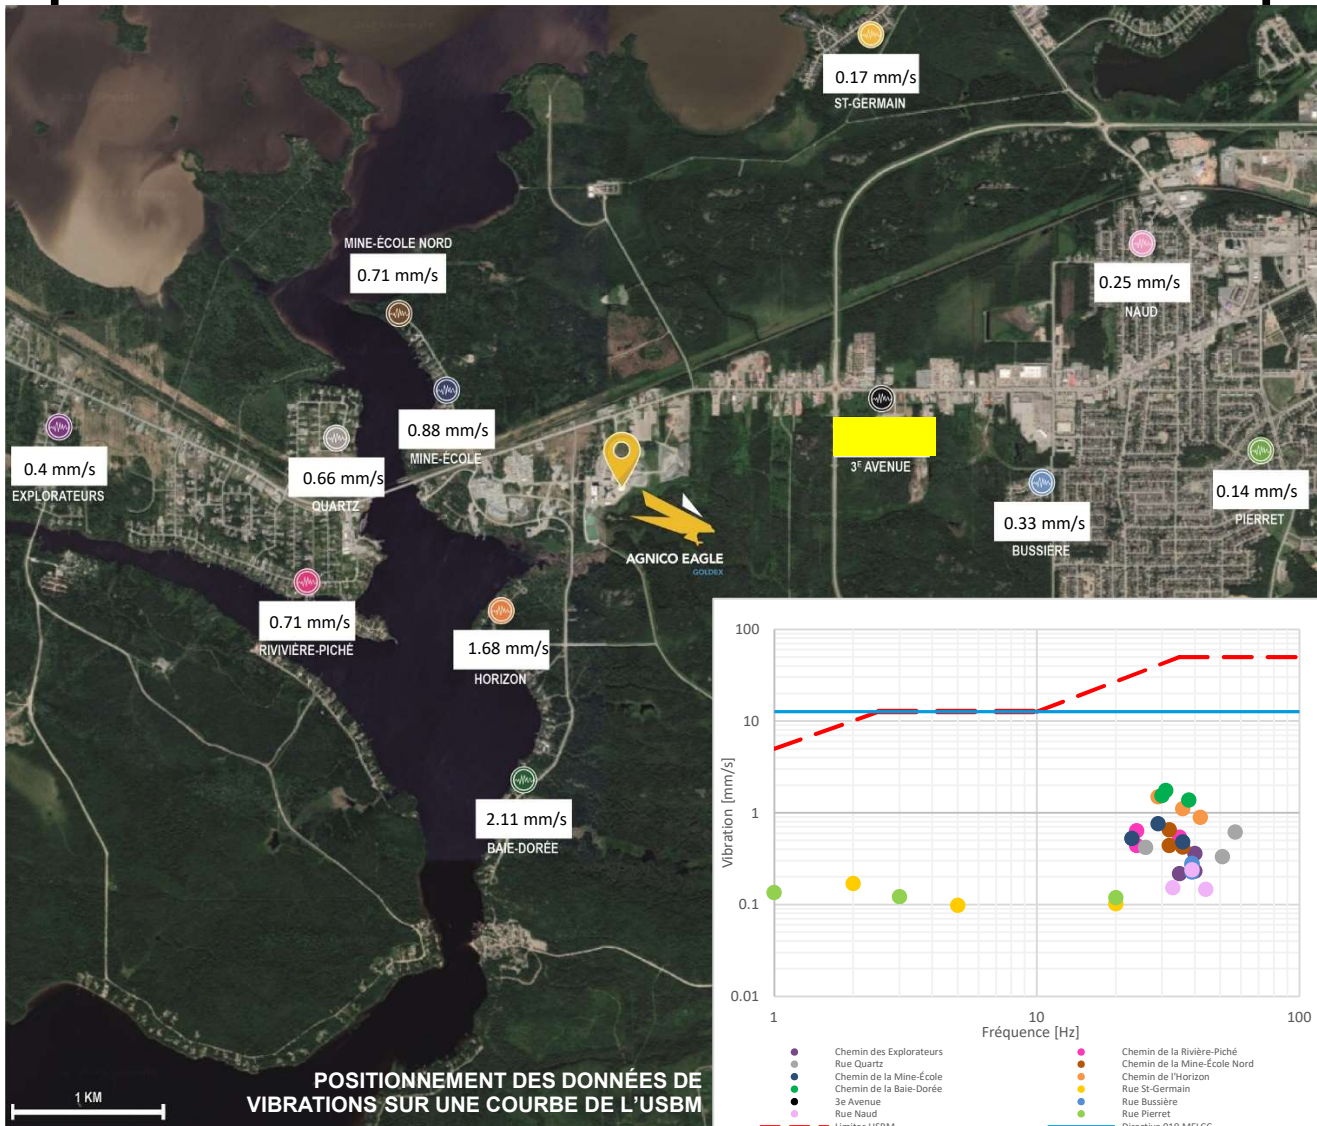 0.17 mm/s
ST-GERMAIN
MINE-ÉCOLE NORD
0.71 mm/s
0.25 mm/s
NAUD
0.88 mm/s
MINE-ÉCOLE
0.4 mm/s
EXPLORATEURS
0.66 mm/s
QUARTZ
3E AVENUE
0.14 mm/s
PIERRET
0.33 mm/s
BUSSIÈRE
AGNICO EAGLE
GOLDEX
0.71 mm/s
RIVIVIÈRE-PICHÉ
1.68 mm/s
HORIZON
2.11 mm/s
BAIE-DORÉE
100
10
1
0.1
0.01
Vibration [mm/s]
1
10
100
Fréquence [Hz]
Chemin des Explorateurs
Chemin de la Rivière-Piché
Rue Quartz
Chemin de la Mine-École Nord
Chemin de la Mine-École
Chemin de l'Horizon
Chemin de la Baie-Dorée
Rue St-Germain
3e Avenue
Rue Bussière
Rue Naud
Rue Pierret
Limites USBM
Directive 019 MELCC
1 KM
POSITIONNEMENT DES DONNÉES DE
VIBRATIONS SUR UNE COURBE DE L'USBM